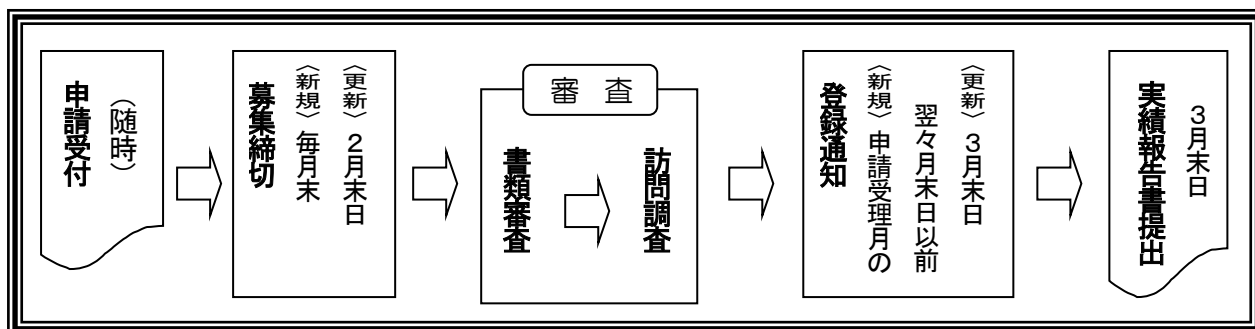 申請受付
（随時）
募集締切
〈新規〉毎月末
〈更新〉２月末日
審　査
書類審査
訪問調査
登録通知
〈新規〉申請受理月の
翌々月末日以前
〈更新〉３月末日
実績報告書提出
３月末日